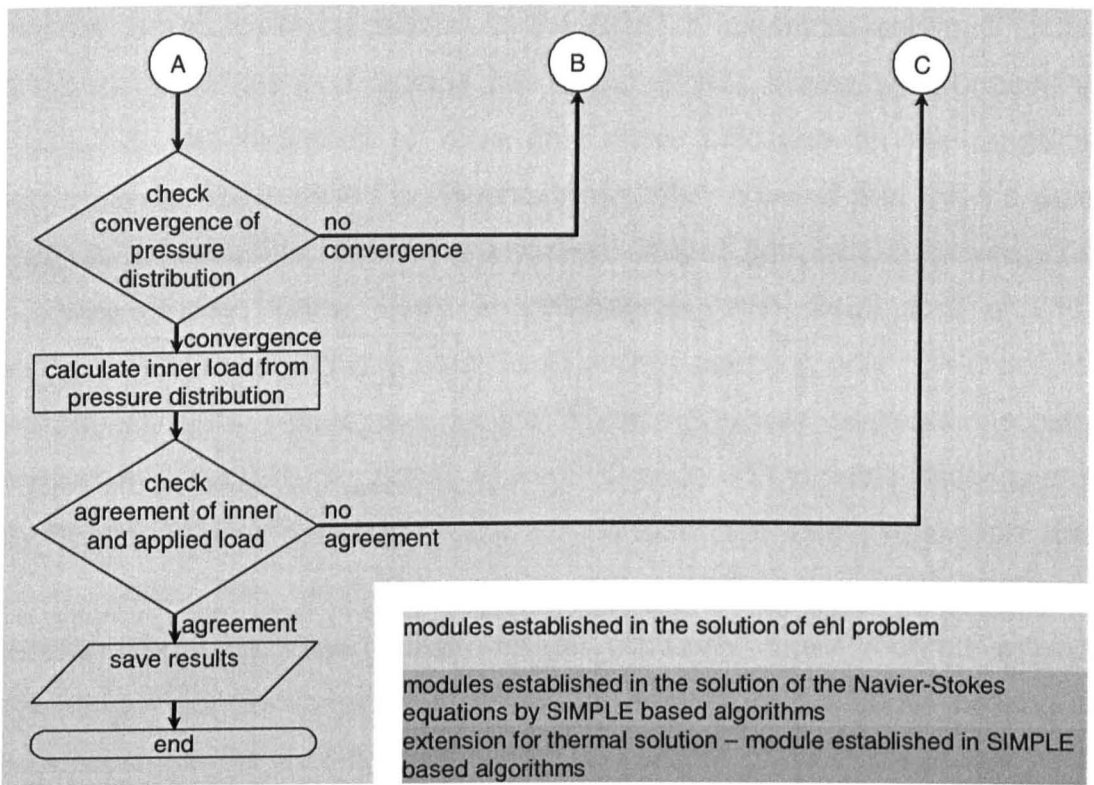 A
B
C
check
convergence of
pressure
distribution
no
convergence
convergence
calculate inner load from
pressure distribution
check
agreement of inner
and applied load
no
agreement
agreement
save results
end
modules established in the solution of ehl problem
modules established in the solution of the Navier-Stokes
equations by SIMPLE based algorithms
extension for thermal solution – module established in SIMPLE
based algorithms